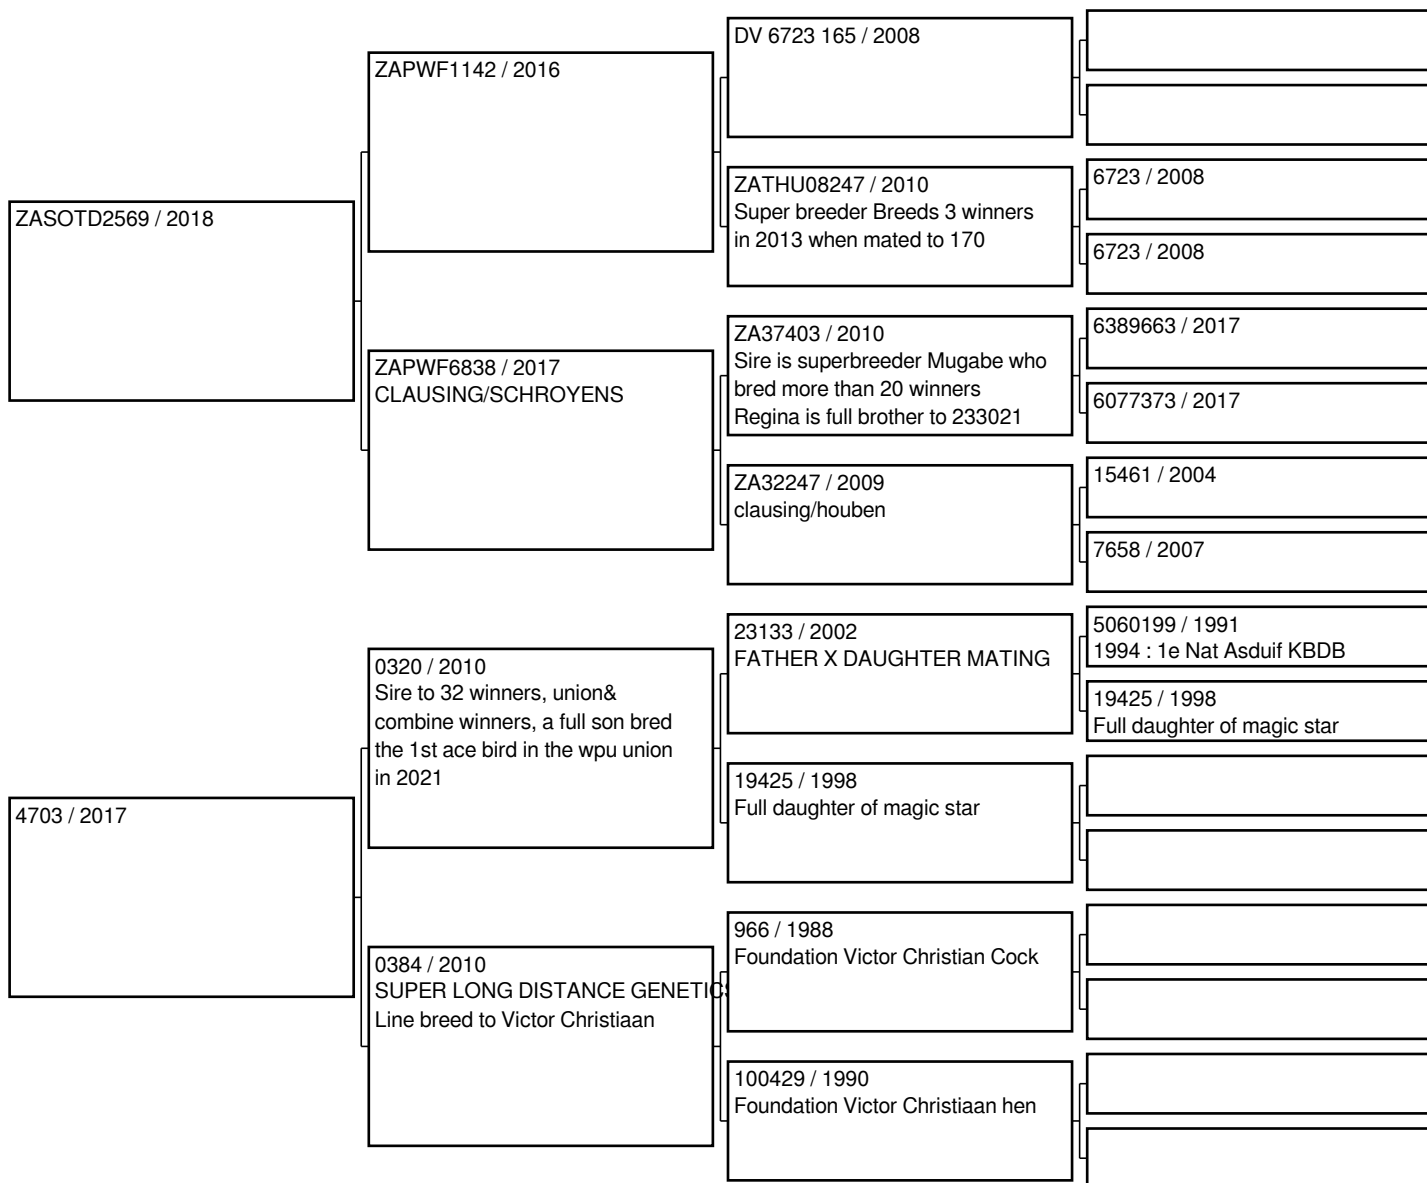 ZASOTD2569 / 2018
4703 / 2017
ZAPWF1142 / 2016
ZAPWF6838 / 2017
CLAUSING/SCHROYENS
0320 / 2010
Sire to 32 winners, union&
combine winners, a full son bred
the 1st ace bird in the wpu union
in 2021
0384 / 2010
SUPER LONG DISTANCE GENETICS
Line breed to Victor Christiaan
DV 6723 165 / 2008
ZATHU08247 / 2010
Super breeder Breeds 3 winners
in 2013 when mated to 170
ZA37403 / 2010
Sire is superbreeder Mugabe who
bred more than 20 winners
Regina is full brother to 233021
ZA32247 / 2009
clausing/houben
23133 / 2002
FATHER X DAUGHTER MATING
19425 / 1998
Full daughter of magic star
966 / 1988
Foundation Victor Christian Cock
100429 / 1990
Foundation Victor Christiaan hen
6723 / 2008
6723 / 2008
6389663 / 2017
6077373 / 2017
15461 / 2004
7658 / 2007
5060199 / 1991
1994 : 1e Nat Asduif KBDB
19425 / 1998
Full daughter of magic star